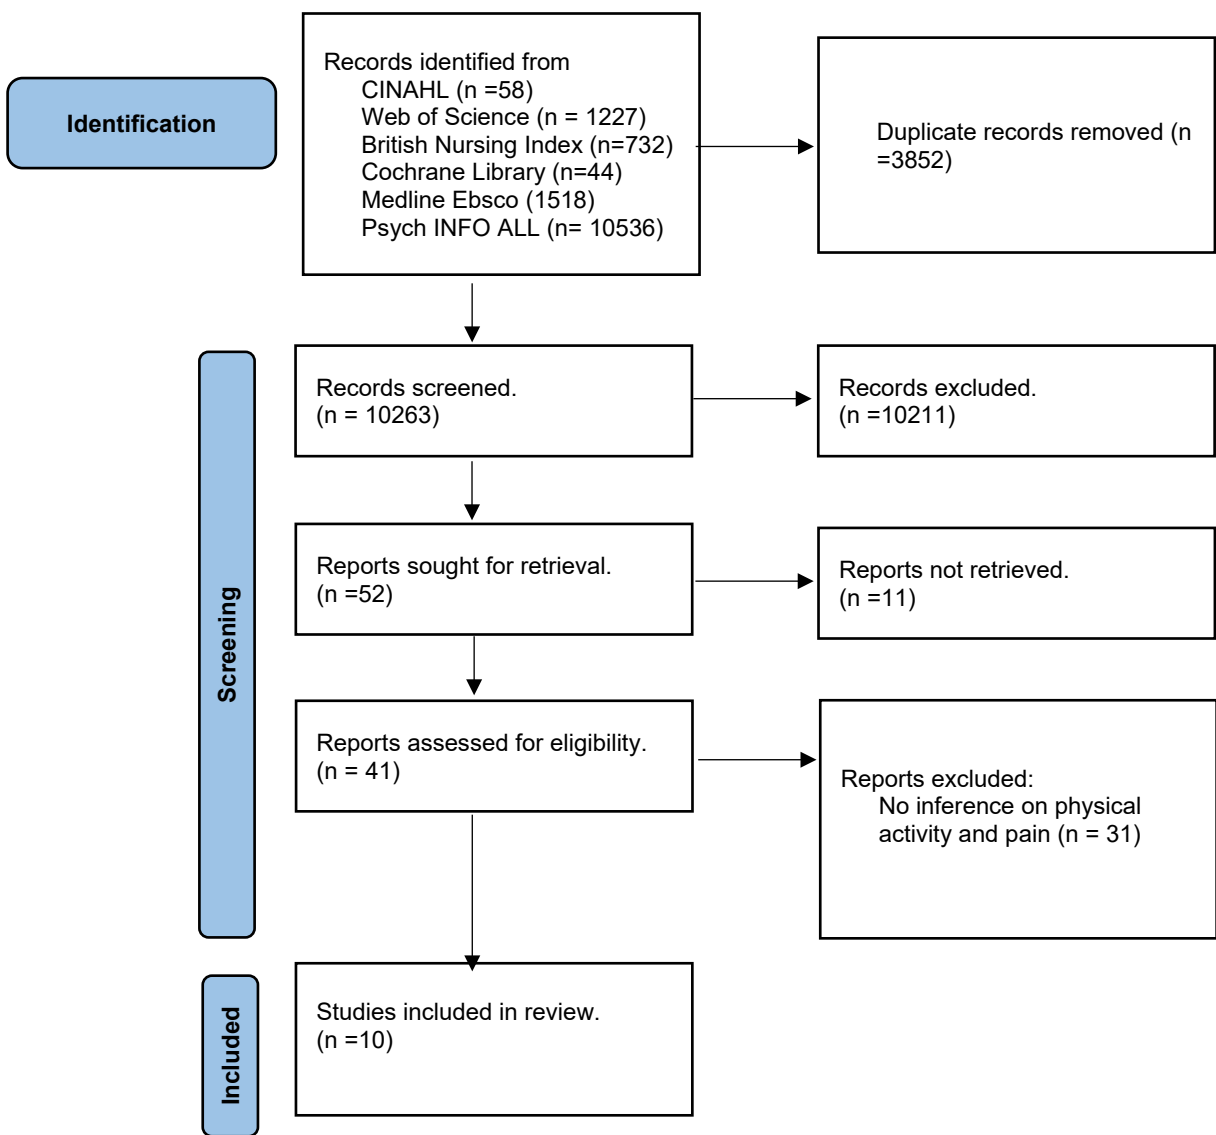 Identification
Records identified from
CINAHL (n =58)
Web of Science (n = 1227)
British Nursing Index (n=732)
Cochrane Library (n=44)
Medline Ebsco (1518)
Psych INFO ALL (n= 10536)
Duplicate records removed (n
=3852)
Screening
Records screened.
(n = 10263)
Records excluded.
(n =10211)
Reports sought for retrieval.
(n =52)
Reports not retrieved.
(n =11)
Reports assessed for eligibility.
(n = 41)
Reports excluded:
No inference on physical
activity and pain (n = 31)
Included
Studies included in review.
(n =10)